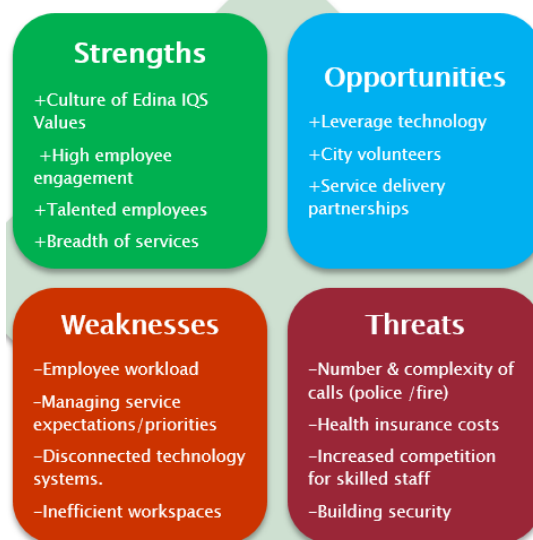 Strengths
+Culture of Edina IQS
Values
+High employee
engagement
+Talented employees
+Breadth of services
Opportunities
+Leverage technology
+City volunteers
+Service delivery
partnerships
Weaknesses
-Employee workload
-Managing service
expectations/priorities
-Disconnected technology
systems.
-Inefficient workspaces
Threats
-Number & complexity of
calls (police /fire)
-Health insurance costs
-Increased competition
for skilled staff
-Building security